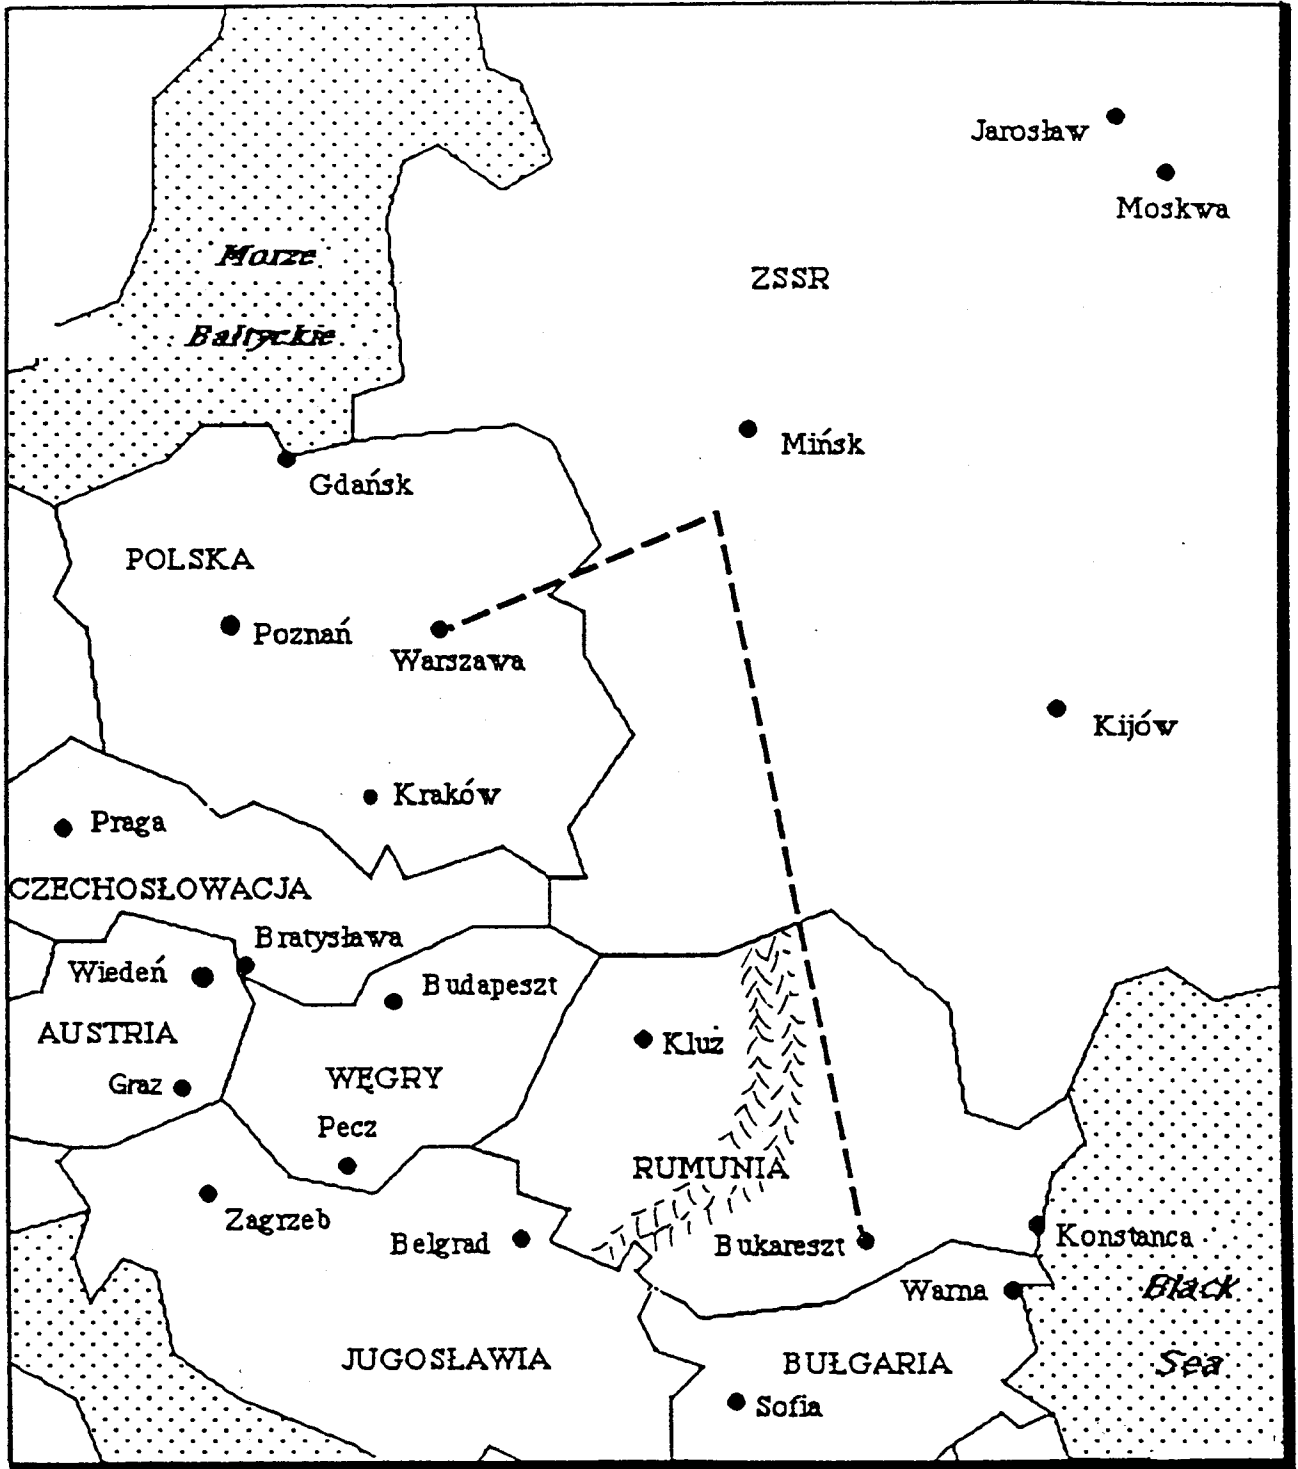 Jarosław
Moskwa
Morze
ZSSR
Bałtyckie
Mińsk
Gdańsk
POLSKA
Poznań
Warszawa
Kijów
Kraków
Praga
CZECHOSŁOWACJA
Bratysława
Wiedeń
Budapeszt
AUSTRIA
Kluż
WĘGRY
Graz
Pecz
RUMUNIA
Zagrzeb
Belgrad
Bukareszt
Konstanca
Warna
Black
JUGOSŁAWIA
BUŁGARIA
Sea
Sofia